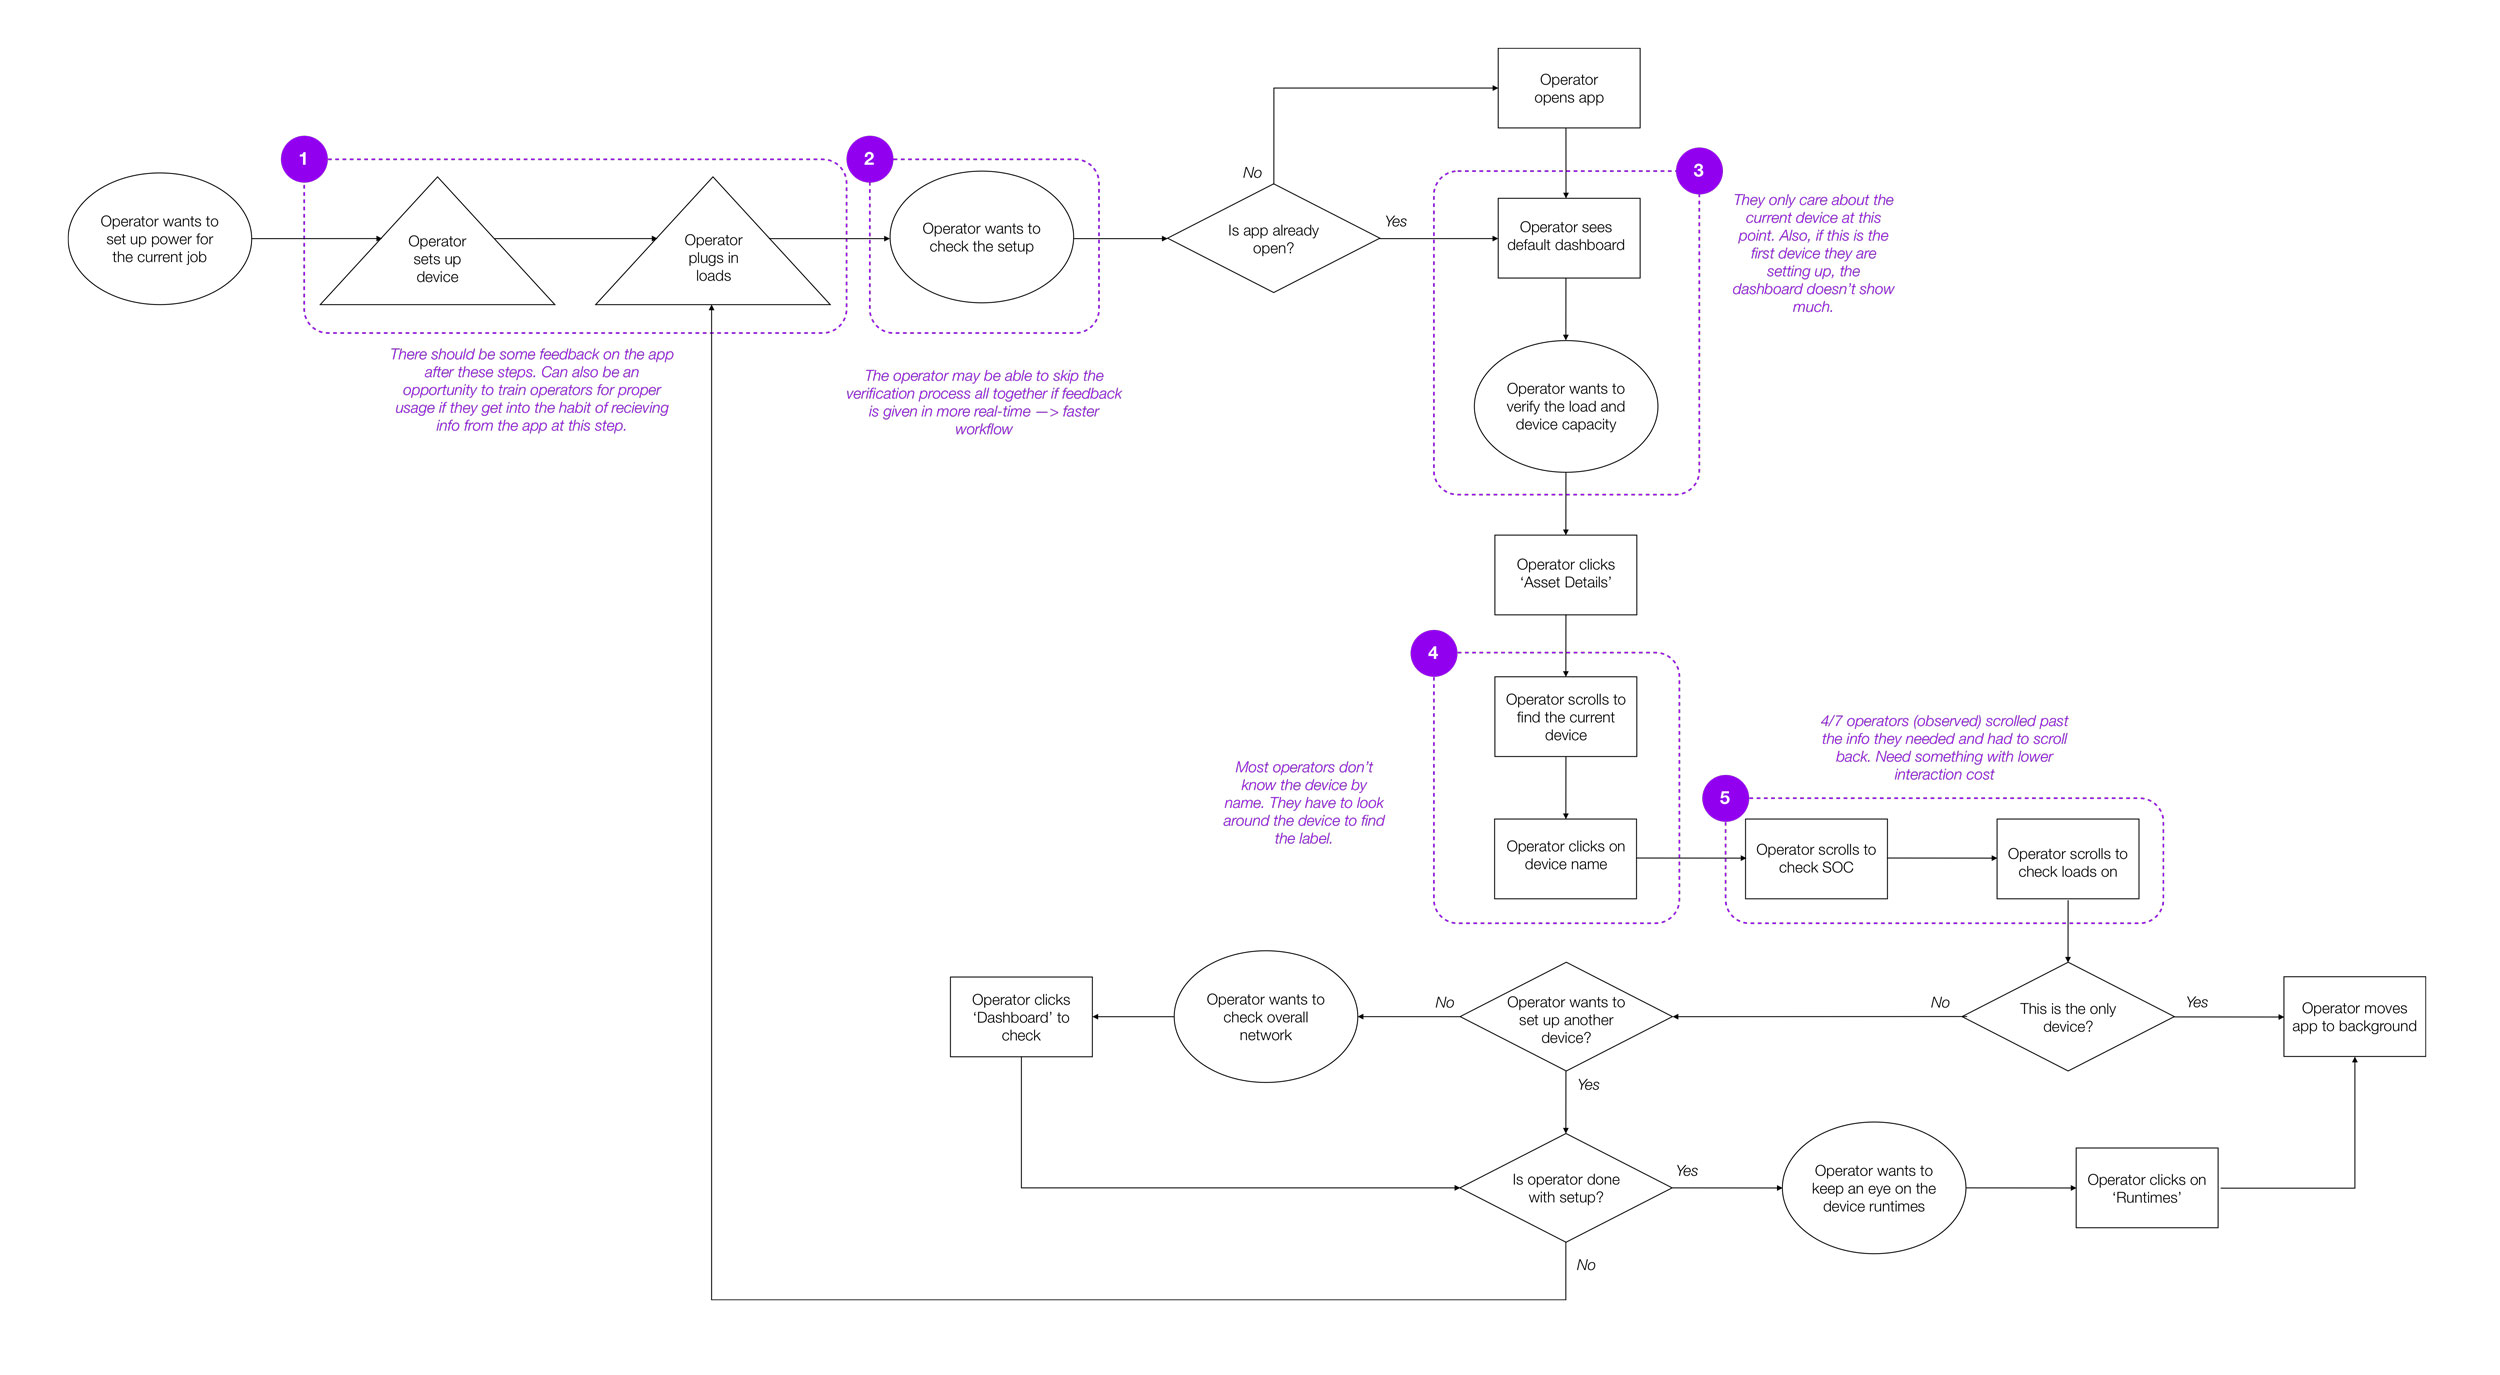 Operator
opens app
1
2
3
No
Operator wants to
set up power for
the current job
Operator
sets up
device
Operator
plugs in
loads
Operator wants to
check the setup
Is app already
open?
Yes
Operator sees
default dashboard
They only care about the
current device at this
point. Also, if this is the
first device they are
setting up, the
dashboard doesn’t show
much.
There should be some feedback on the app
after these steps. Can also be an
opportunity to train operators for proper
usage if they get into the habit of recieving
info from the app at this step.
The operator may be able to skip the
verification process all together if feedback
is given in more real-time —> faster
workflow
Operator wants to
verify the load and
device capacity
Operator clicks
‘Asset Details’
4
Operator scrolls to
find the current
device
Most operators don’t
know the device by
name. They have to look
around the device to find
the label.
4/7 operators (observed) scrolled past
the info they needed and had to scroll
back. Need something with lower
interaction cost
5
Operator clicks on
device name
Operator scrolls to
check SOC
Operator scrolls to
check loads on
Operator clicks
‘Dashboard’ to
check
Operator wants to
check overall
network
No
Operator wants to
set up another
device?
No
This is the only
device?
Yes
Operator moves
app to background
Yes
Is operator done
with setup?
Yes
Operator wants to
keep an eye on the
device runtimes
Operator clicks on
‘Runtimes’
No